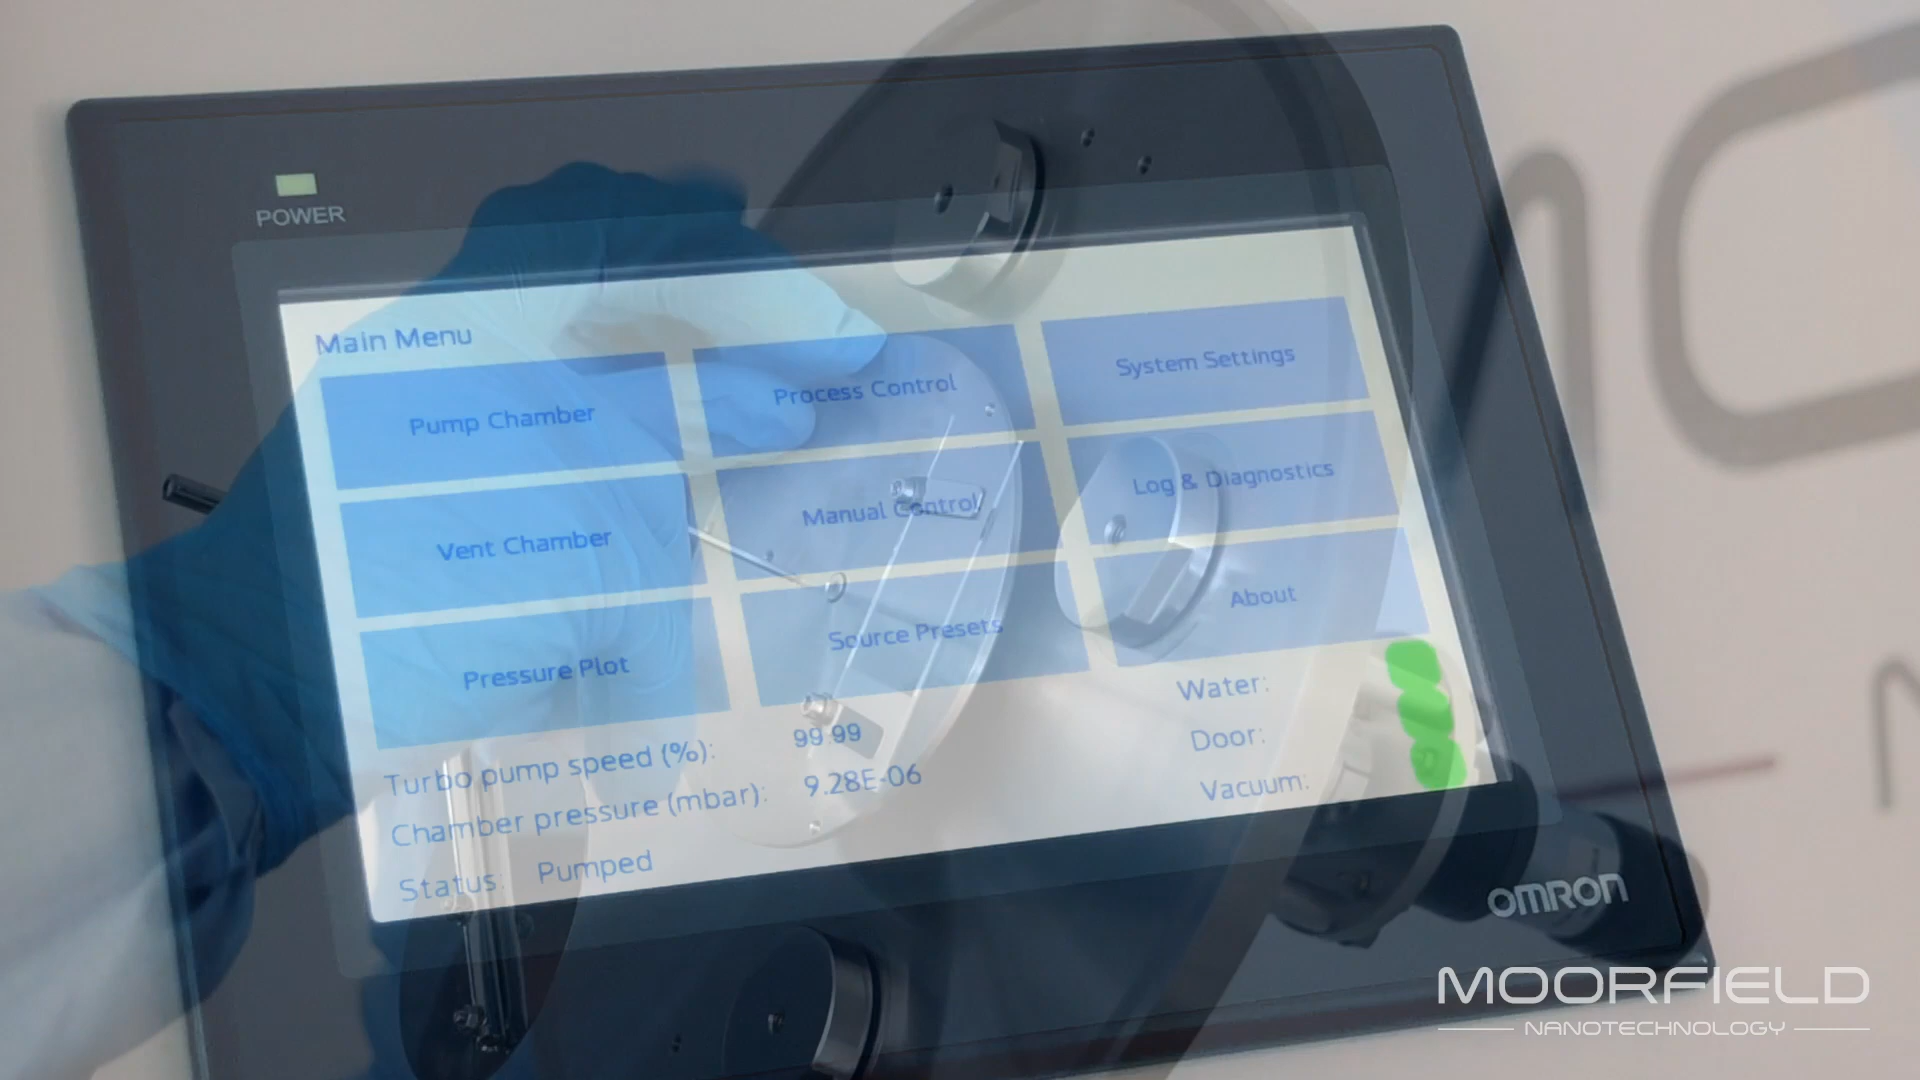 POWER
Main Menu
Pump Chamber
Process Control
System Settings
Vent Chamber
Manual Control
Log & Diagnostics
Pressure Plot
Source Presets
About
Turbo pump speed (%): 99.99
Chamber pressure (mbar): 9.28E-06
Status: Pumped
Water:
Door:
Vacuum:
OMRON
MOORFIELD
NANOTECHNOLOGY